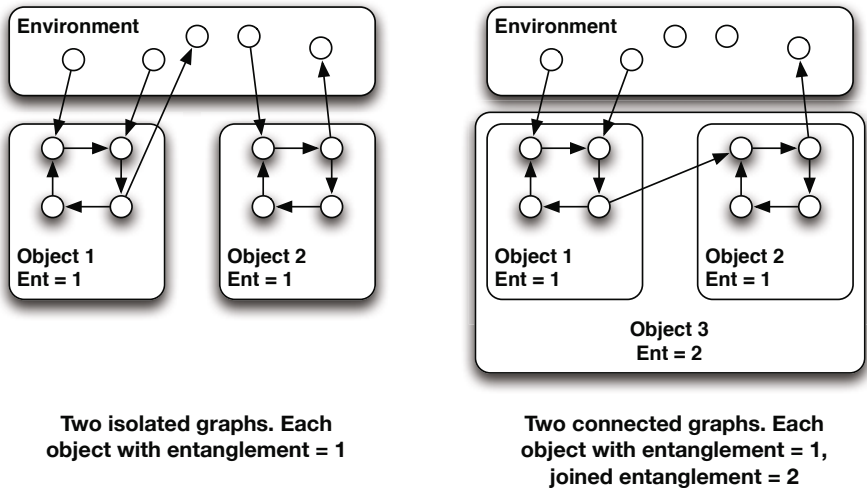 Environment
Object 1
Ent = 1
Object 2
Ent = 1
Two isolated graphs. Each
object with entanglement = 1
Environment
Object 1
Ent = 1
Object 2
Ent = 1
Object 3
Ent = 2
Two connected graphs. Each
object with entanglement = 1,
joined entanglement = 2